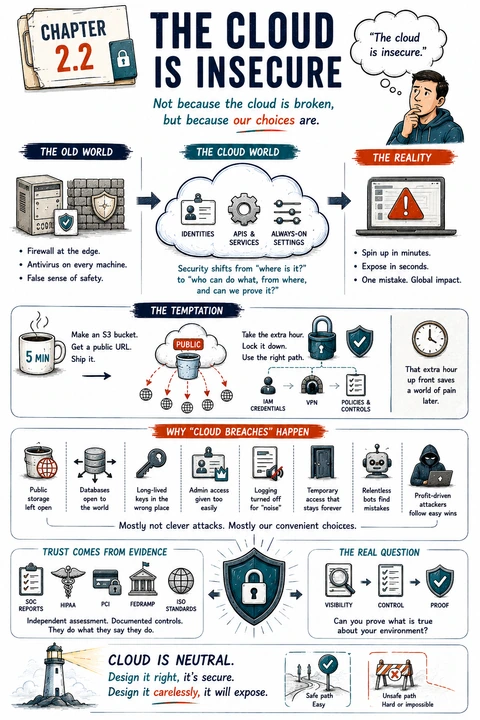 CHAPTER
2.2
THE CLOUD
IS INSECURE
Not because the cloud is broken,
but because our choices are.
"The cloud
is insecure."
THE OLD WORLD
Firewall at the edge.
Antivirus on every machine.
False sense of safety.
THE CLOUD WORLD
IDENTITIES
APIS &
SERVICES
ALWAYS-ON
SETTINGS
Security shifts from "where is it?"
to "who can do what, from where,
and can we prove it?"
THE REALITY
Spin up in minutes.
Expose in seconds.
One mistake. Global impact.
THE TEMPTATION
5 MIN
Make an S3 bucket.
Get a public URL.
Ship it.
PUBLIC
Take the extra hour.
Lock it down.
Use the right path.
IAM
CREDENTIALS
VPN
POLICIES &
CONTROLS
That extra hour
up front saves
a world of pain
later.
WHY "CLOUD BREACHES" HAPPEN
Public
storage
left open
Databases
open to
the world
Long-lived
keys in the
wrong place
Admin access
given too
easily
Logging
turned off
for "noise"
Temporary
access that
stays forever
Relentless
bots find
mistakes
Profit-driven
attackers
follow easy wins
Mostly not clever attacks. Mostly our convenient choices.
TRUST COMES FROM EVIDENCE
SOC
REPORTS
HIPAA
PCI
FEDRAMP
ISO
STANDARDS
Independent assessment. Documented controls.
They do what they say they do.
THE REAL QUESTION
VISIBILITY
CONTROL
PROOF
Can you prove what is true
about your environment?
CLOUD IS NEUTRAL.
Design it right, it's secure.
Design it carelessly, it will expose.
Safe path
Easy
Unsafe path
Hard or impossible